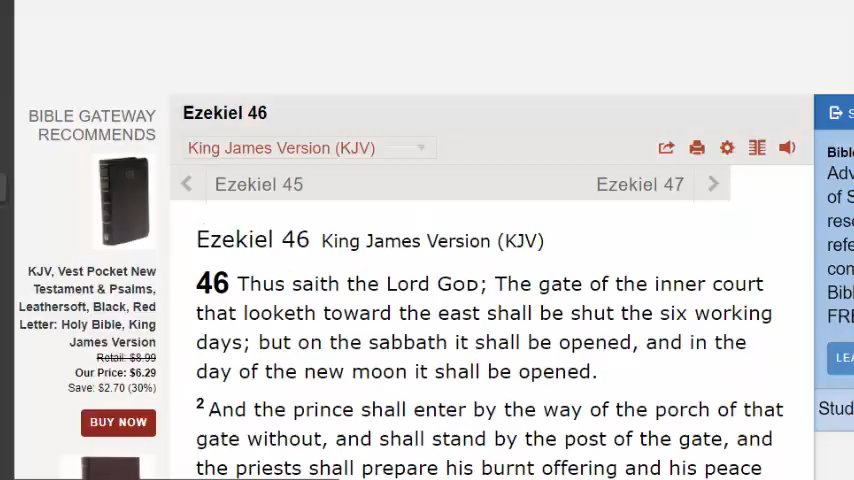 BIBLE GATEWAY
RECOMMENDS
KJV, Vest Pocket New
Testament & Psalms,
Leathersoft, Black, Red
Letter: Holy Bible, King
James Version
Retail: $8.99
Our Price: $6.29
Save: $2.70 (30%)
BUY NOW
Ezekiel 46
King James Version (KJV)
Ezekiel 45
Ezekiel 47
Ezekiel 46 King James Version (KJV)
46 Thus saith the Lord GOD; The gate of the inner court
that looketh toward the east shall be shut the six working
days; but on the sabbath it shall be opened, and in the
day of the new moon it shall be opened.
2 And the prince shall enter by the way of the porch of that
gate without, and shall stand by the post of the gate, and
the priests shall prepare his burnt offering and his peace
Bibl
Adv
of S
reso
refe
com
Bibl
FRE
LEA
Stud